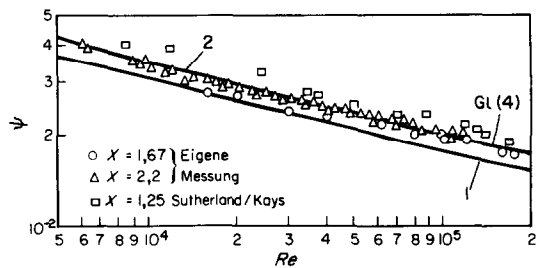 5
4
3
2
10⁻²
ψ
2
Gl (4)
1
○ X = 1,67 } Eigene
△ X = 2,2 } Messung
□ X = 1,25 Sutherland/Kays
5 6 7 8 9 10⁴ 2 3 4 5 6 7 8 9 10⁵ 2
Re